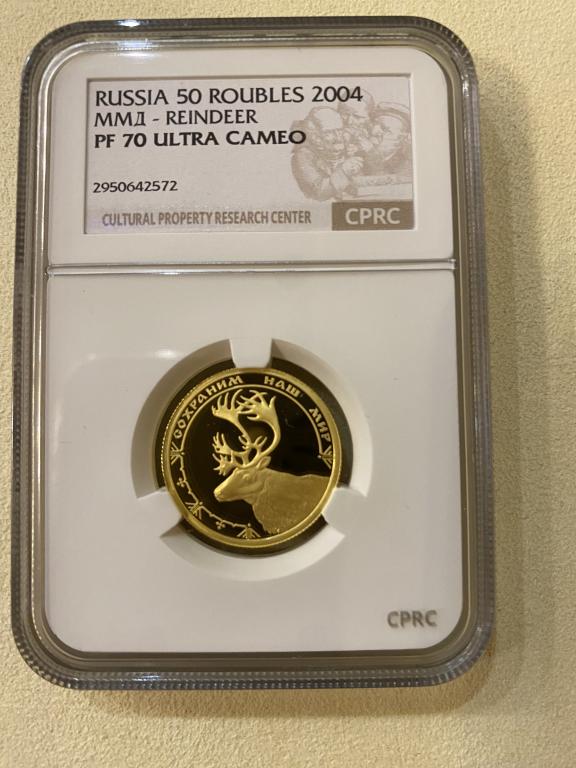 RUSSIA 50 ROUBLES 2004
ММД - REINDEER
PF 70 ULTRA CAMEO
2950642572
CULTURAL PROPERTY RESEARCH CENTER CPRC
СОХРАНИМ НАШ МИР
CPRC